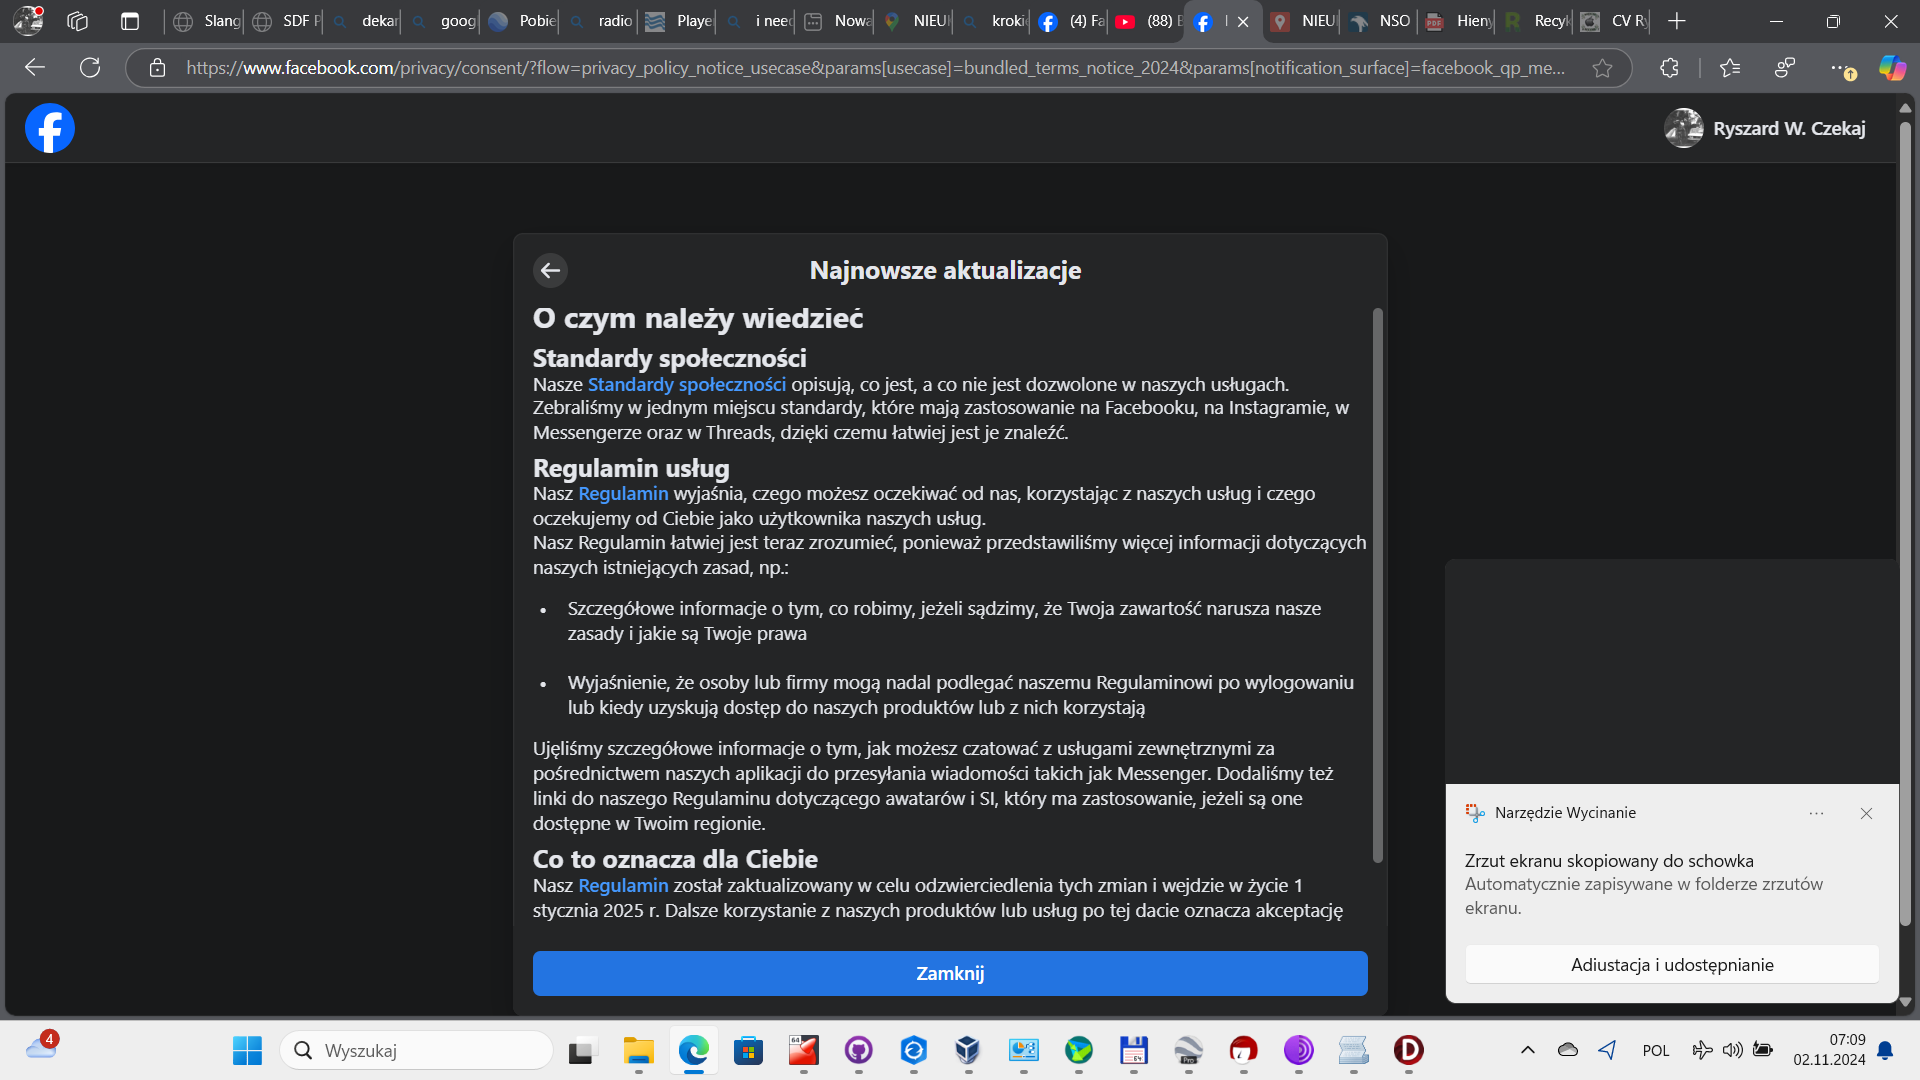 Slang
SDF P
dekar
goog
Pobie
radio
Playe
i need
Nowa
NIEU
kroki
(4) Fa
(88) E
NIEU
NSO
Hieny
Recyk
CV Ry
https://www.facebook.com/privacy/consent/?flow=privacy_policy_notice_usecase&params[usecase]=bundled_terms_notice_2024&params[notification_surface]=facebook_qp_me...
Ryszard W. Czekaj
Najnowsze aktualizacje
O czym należy wiedzieć
Standardy społeczności
Nasze Standardy społeczności opisują, co jest, a co nie jest dozwolone w naszych usługach.
Zebraliśmy w jednym miejscu standardy, które mają zastosowanie na Facebooku, na Instagramie, w
Messengerze oraz w Threads, dzięki czemu łatwiej jest je znaleźć.
Regulamin usług
Nasz Regulamin wyjaśnia, czego możesz oczekiwać od nas, korzystając z naszych usług i czego
oczekujemy od Ciebie jako użytkownika naszych usług.
Nasz Regulamin łatwiej jest teraz zrozumieć, ponieważ przedstawiliśmy więcej informacji dotyczących
naszych istniejących zasad, np.:
• Szczegółowe informacje o tym, co robimy, jeżeli sądzimy, że Twoja zawartość narusza nasze
zasady i jakie są Twoje prawa
• Wyjaśnienie, że osoby lub firmy mogą nadal podlegać naszemu Regulaminowi po wylogowaniu
lub kiedy uzyskują dostęp do naszych produktów lub z nich korzystają
Ujęliśmy szczegółowe informacje o tym, jak możesz czatować z usługami zewnętrznymi za
pośrednictwem naszych aplikacji do przesyłania wiadomości takich jak Messenger. Dodaliśmy też
linki do naszego Regulaminu dotyczącego awatarów i SI, który ma zastosowanie, jeżeli są one
dostępne w Twoim regionie.
Co to oznacza dla Ciebie
Nasz Regulamin został zaktualizowany w celu odzwierciedlenia tych zmian i wejdzie w życie 1
stycznia 2025 r. Dalsze korzystanie z naszych produktów lub usług po tej dacie oznacza akceptację
Zamknij
Narzędzie Wycinanie
Zrzut ekranu skopiowany do schowka
Automatycznie zapisywane w folderze zrzutów
ekranu.
Adiustacja i udostępnianie
4
Wyszukaj
POL
07:09
02.11.2024